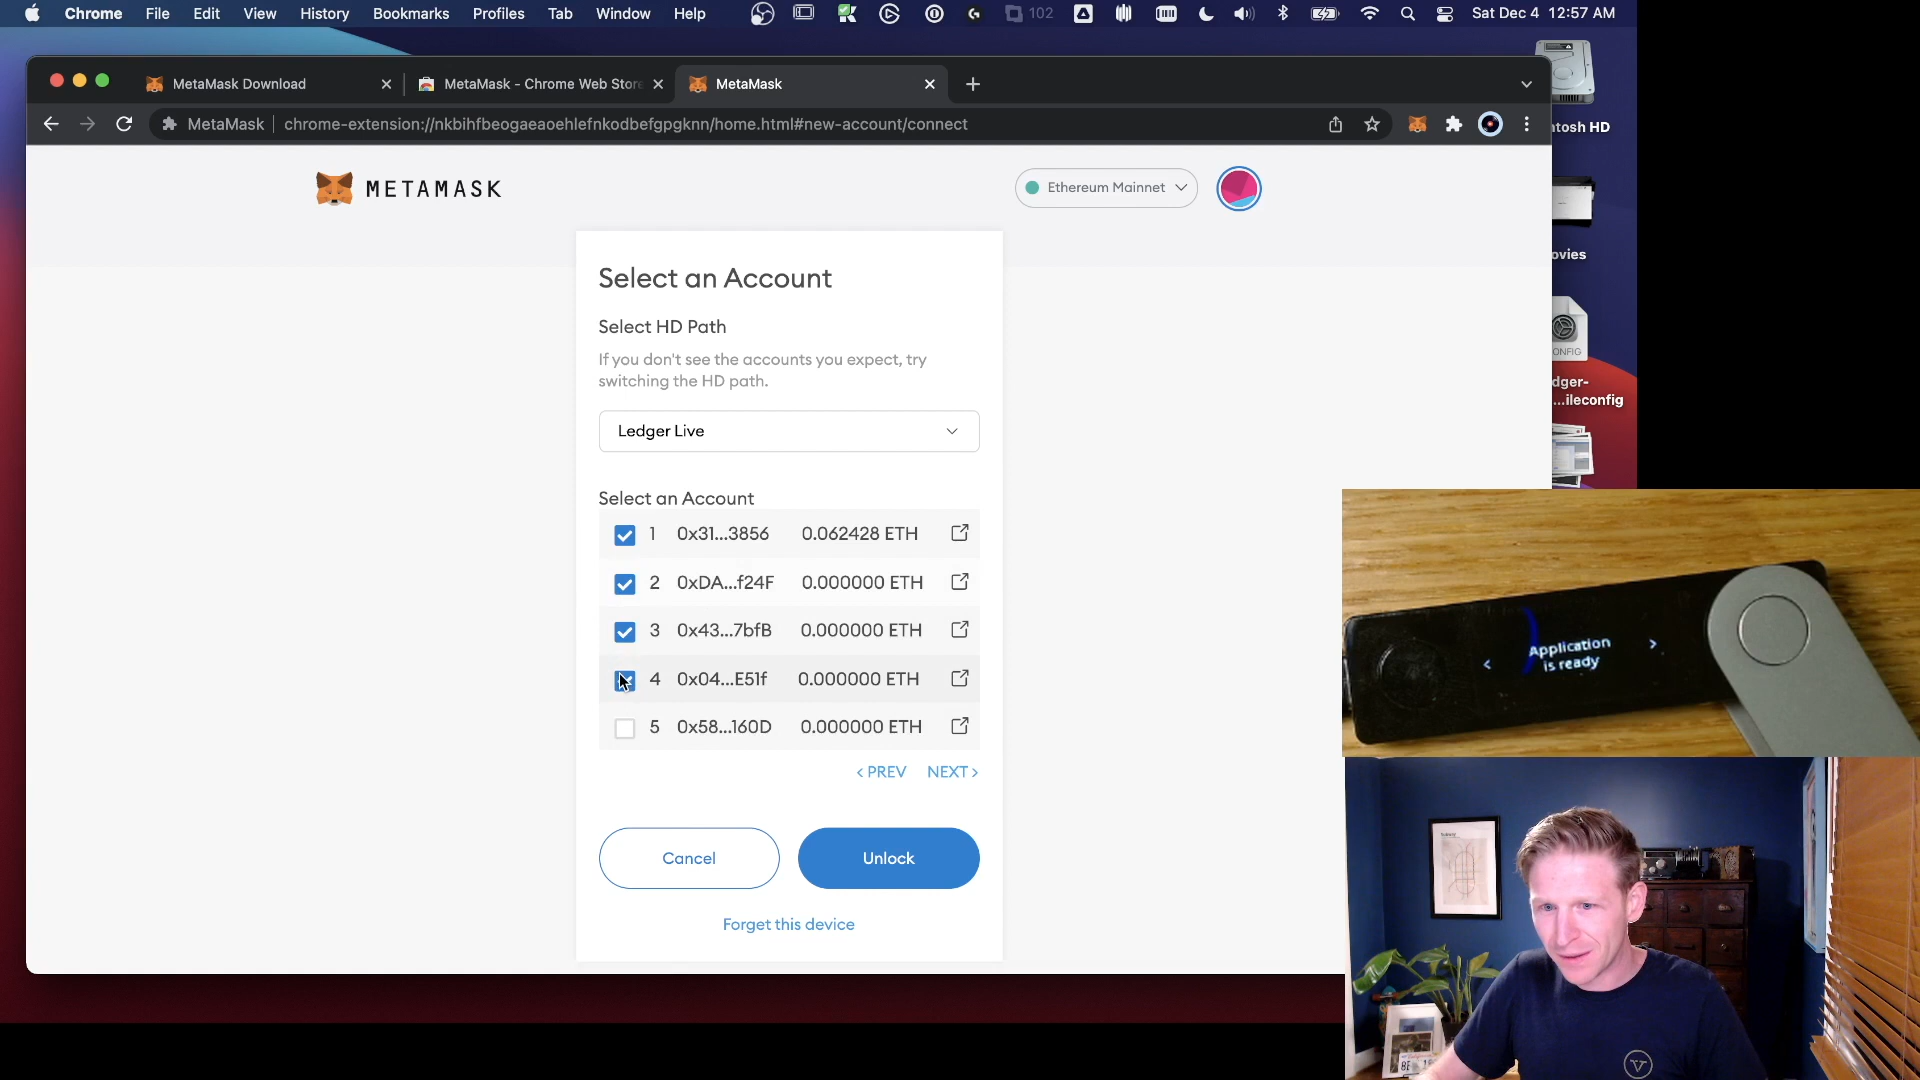 Chrome File Edit View History Bookmarks Profiles Tab Window Help 102 Sat Dec 4 12:57 AM
MetaMask Download
MetaMask - Chrome Web Store
MetaMask
MetaMask chrome-extension://nkbihfbeogaeaoehlefnkodbefgpgknn/home.html#new-account/connect
METAMASK
Ethereum Mainnet
Select an Account
Select HD Path
If you don't see the accounts you expect, try
switching the HD path.
Ledger Live
Select an Account
1 0x31...3856 0.062428 ETH
2 0xDA...f24F 0.000000 ETH
3 0x43...7bfB 0.000000 ETH
4 0x04...E51f 0.000000 ETH
5 0x58...160D 0.000000 ETH
< PREV NEXT >
Cancel
Unlock
Forget this device
ntosh HD
ovies
ONFIG
dger-
...ileconfig
< Application >
is ready